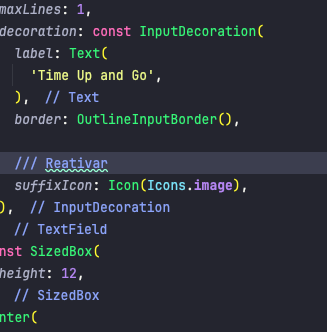 maxLines: 1,
decoration: const InputDecoration(
label: Text(
'Time Up and Go',
), // Text
border: OutlineInputBorder(),
/// Reativar
suffixIcon: Icon(Icons.image),
), // InputDecoration
// TextField
nst SizedBox(
height: 12,
// SizedBox
nter(